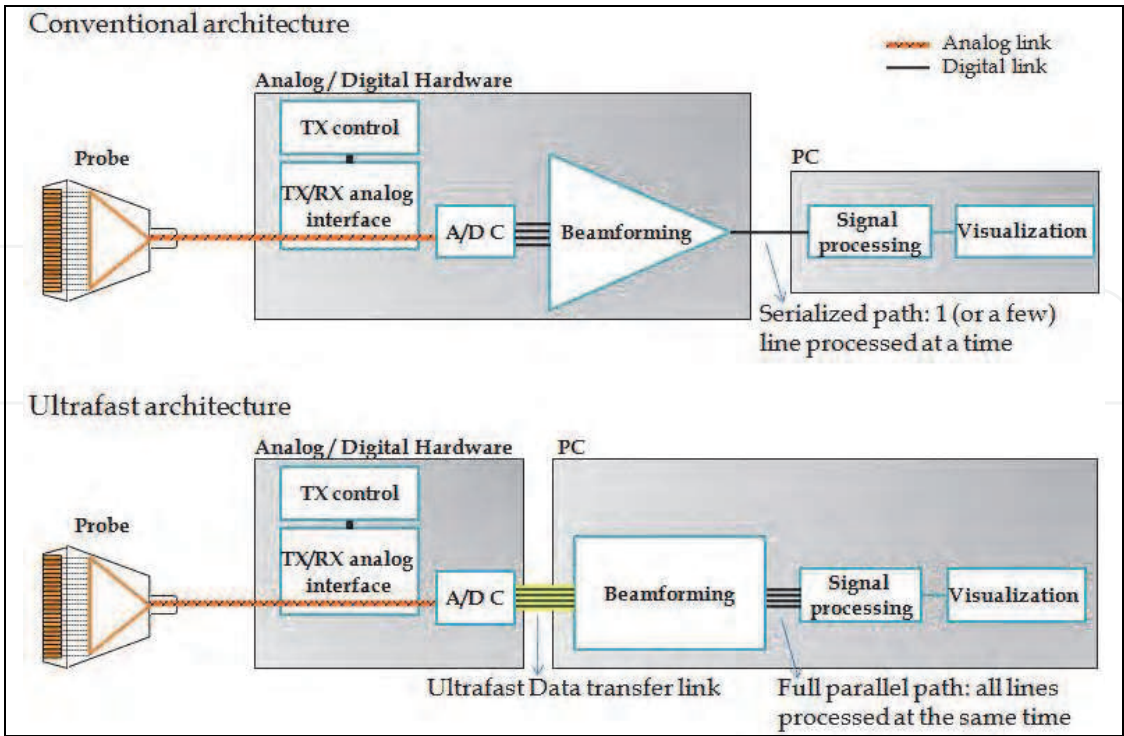 Conventional architecture
Analog link
Digital link
Analog / Digital Hardware
TX control
Probe
PC
TX/RX analog
interface
A/D C
Beamforming
Signal
processing
Visualization
Serialized path: 1 (or a few)
line processed at a time
Ultrafast architecture
Analog / Digital Hardware
PC
TX control
Probe
TX/RX analog
interface
A/D C
Beamforming
Signal
processing
Visualization
Ultrafast Data transfer link
Full parallel path: all lines
processed at the same time